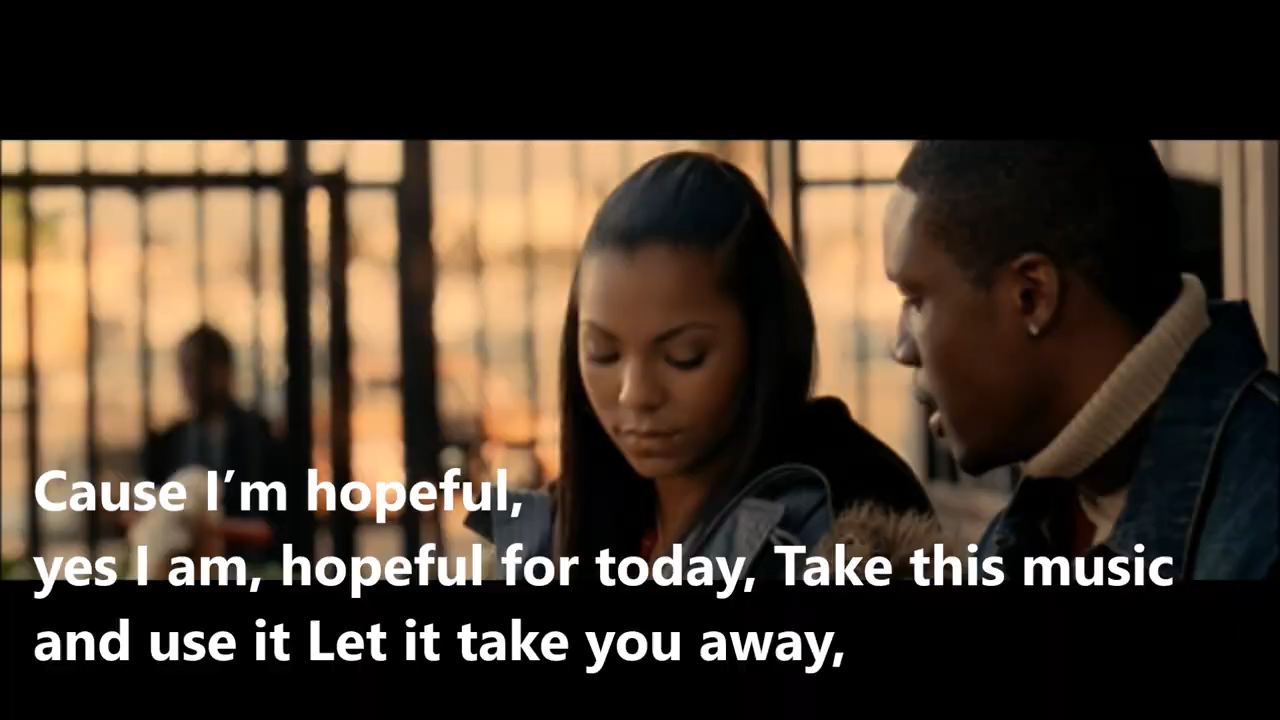 Cause I’m hopeful,
yes I am, hopeful for today, Take this music
and use it Let it take you away,